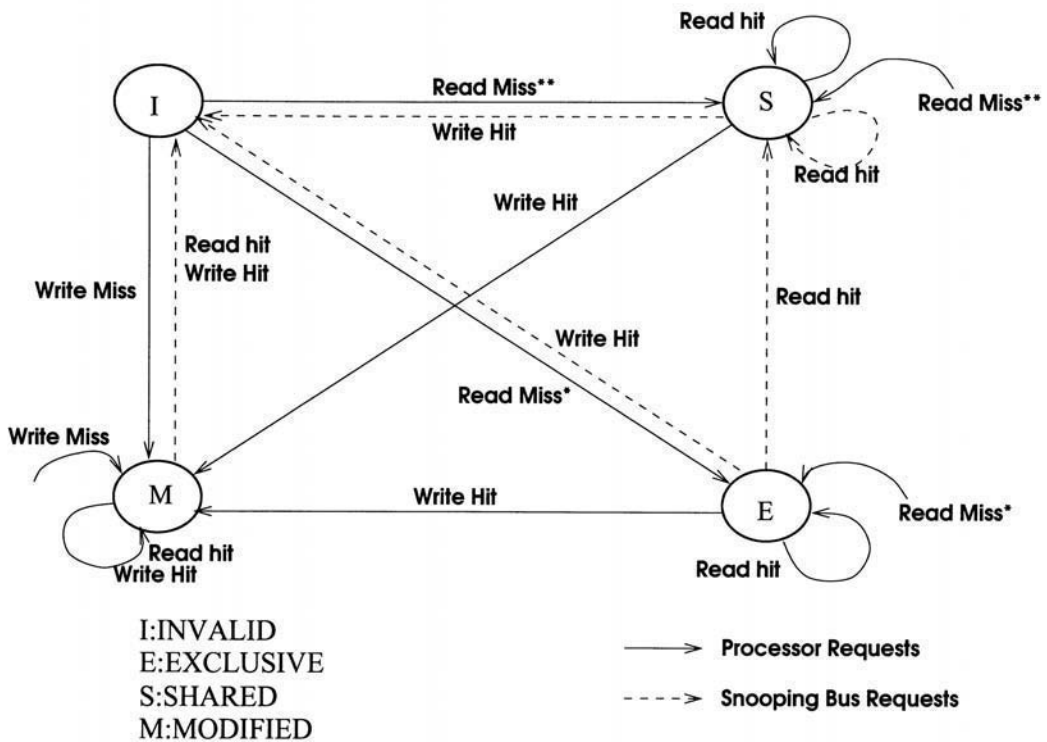 Read hit
I
Read Miss**
S
Read Miss**
Write Hit
Read hit
Write Hit
Read hit
Write Hit
Write Miss
Read hit
Write Hit
Read Miss*
Write Miss
M
Write Hit
E
Read Miss*
Read hit
Write Hit
Read hit
I:INVALID
E:EXCLUSIVE
S:SHARED
M:MODIFIED
Processor Requests
Snooping Bus Requests